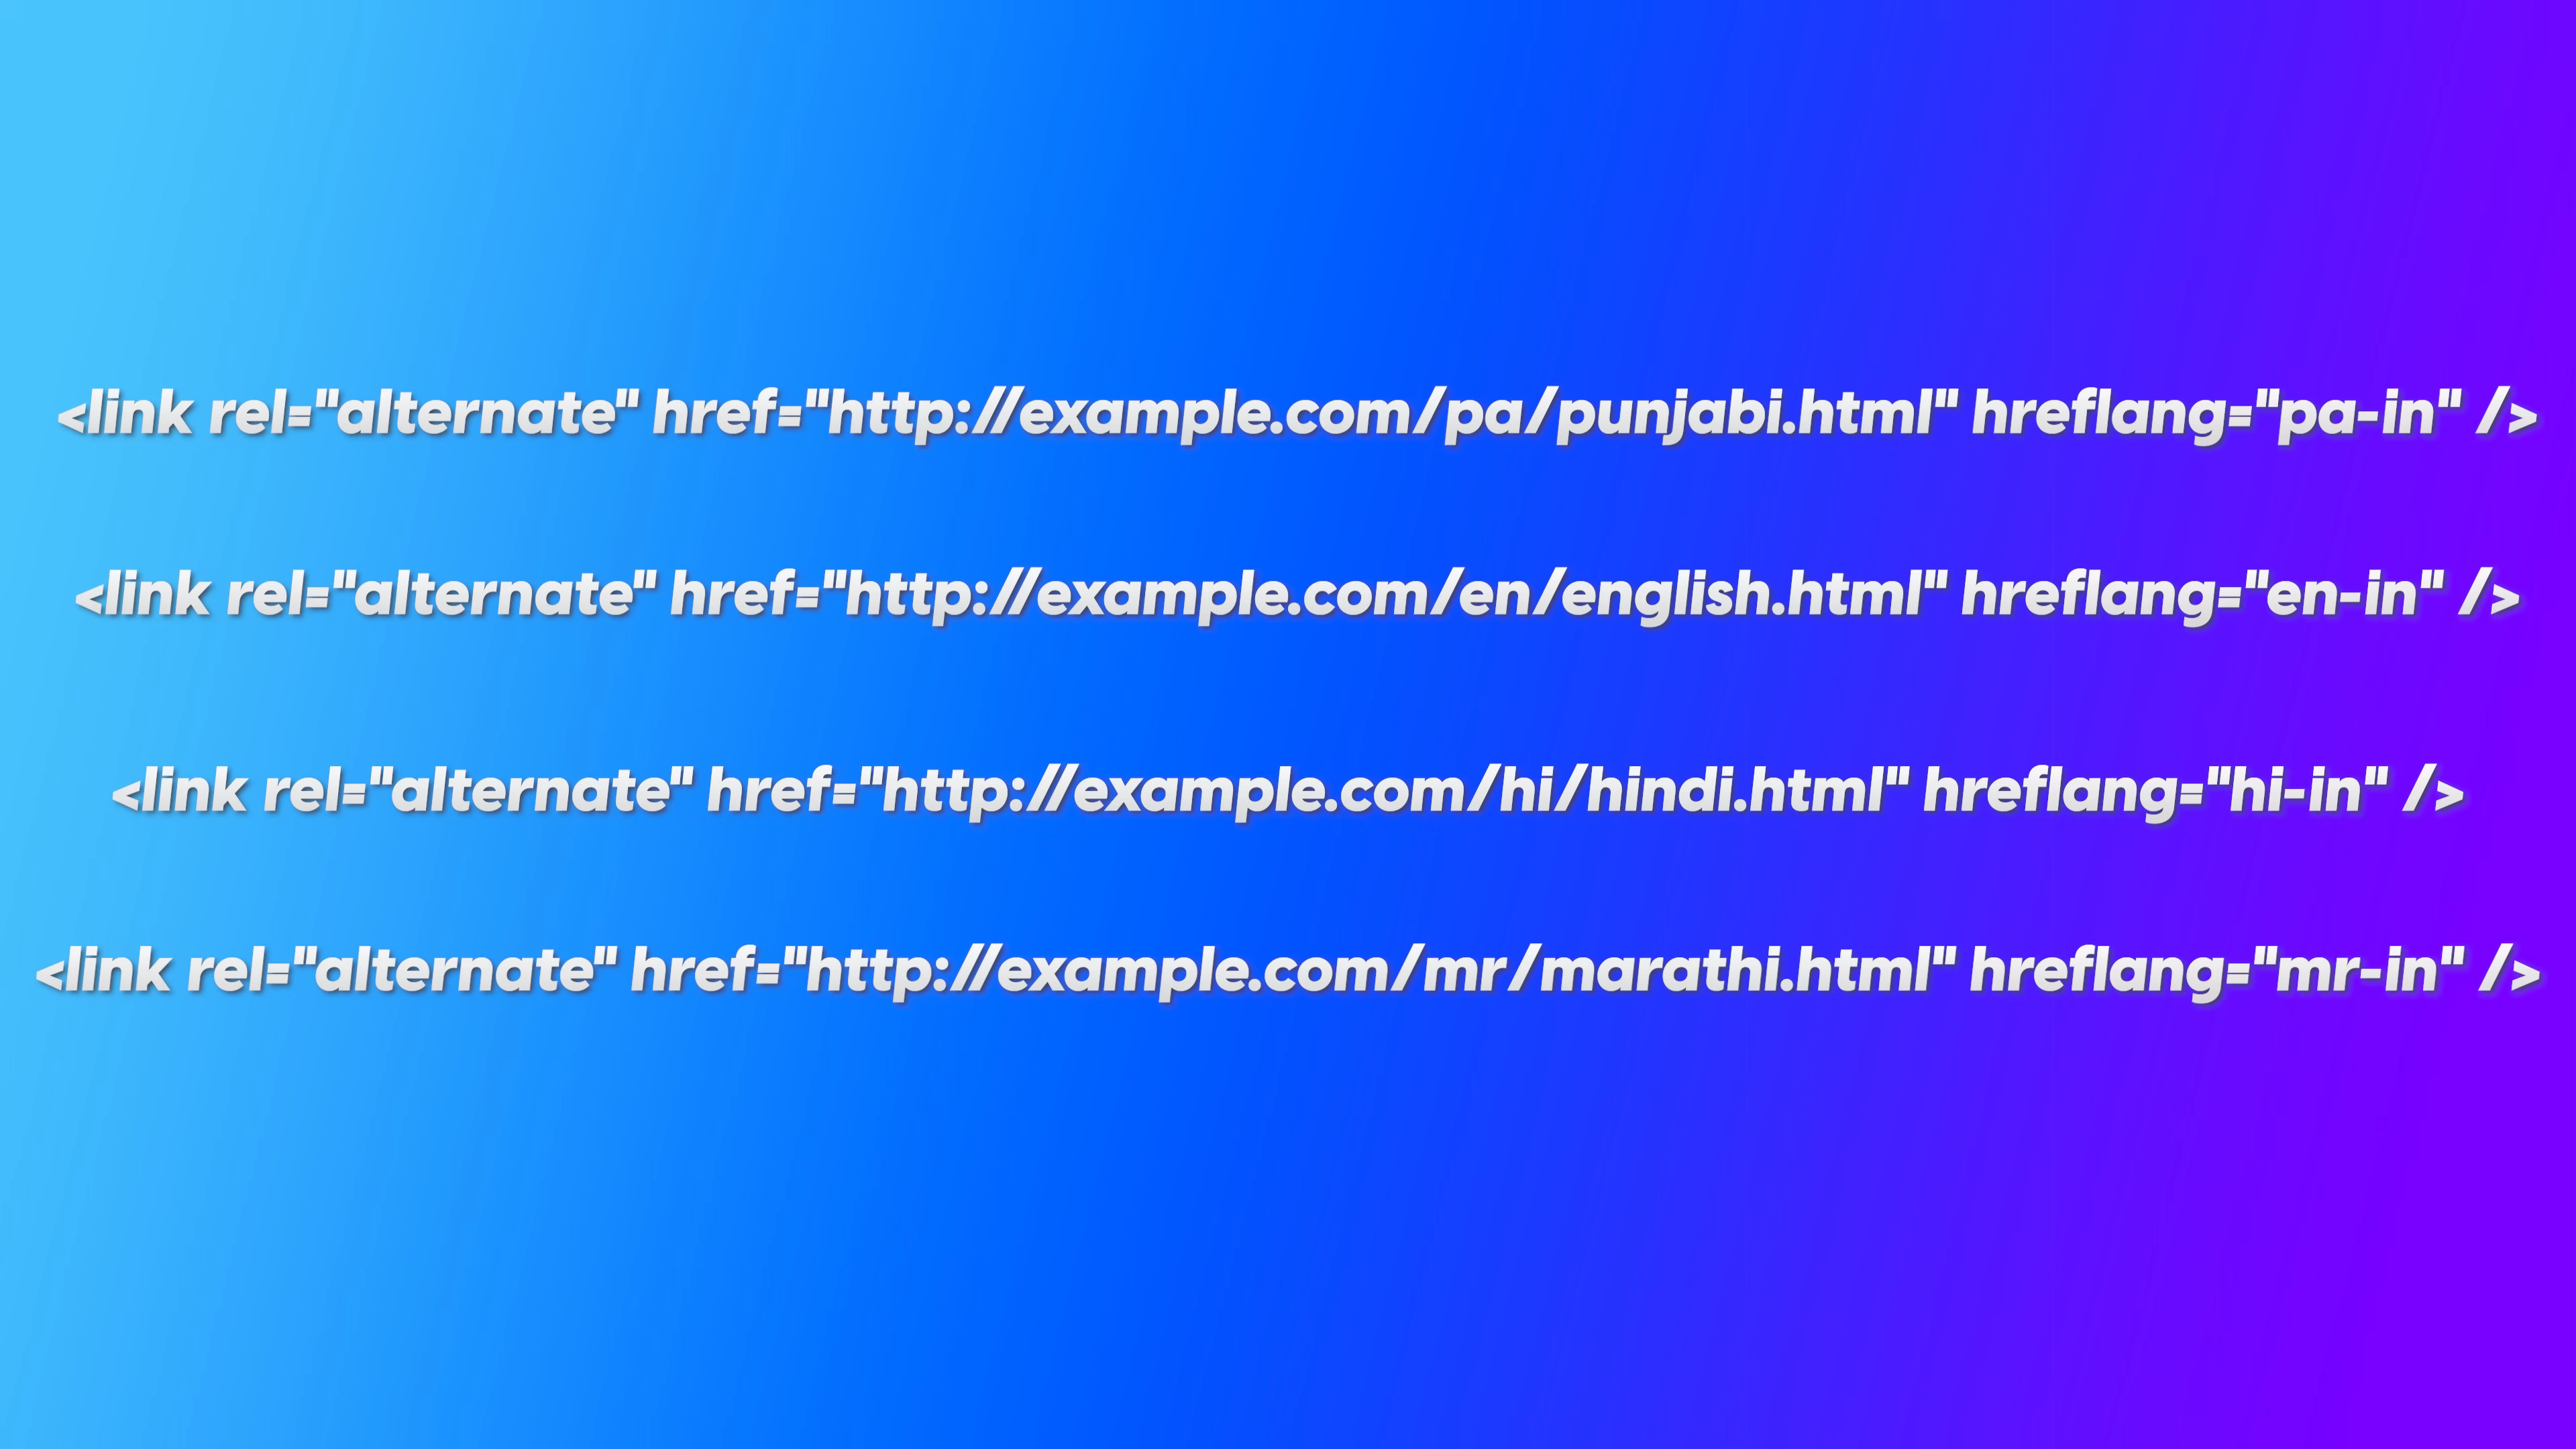 <link rel="alternate" href="http://example.com/pa/punjabi.html" hreflang="pa-in" />
<link rel="alternate" href="http://example.com/en/english.html" hreflang="en-in" />
<link rel="alternate" href="http://example.com/hi/hindi.html" hreflang="hi-in" />
<link rel="alternate" href="http://example.com/mr/marathi.html" hreflang="mr-in" />